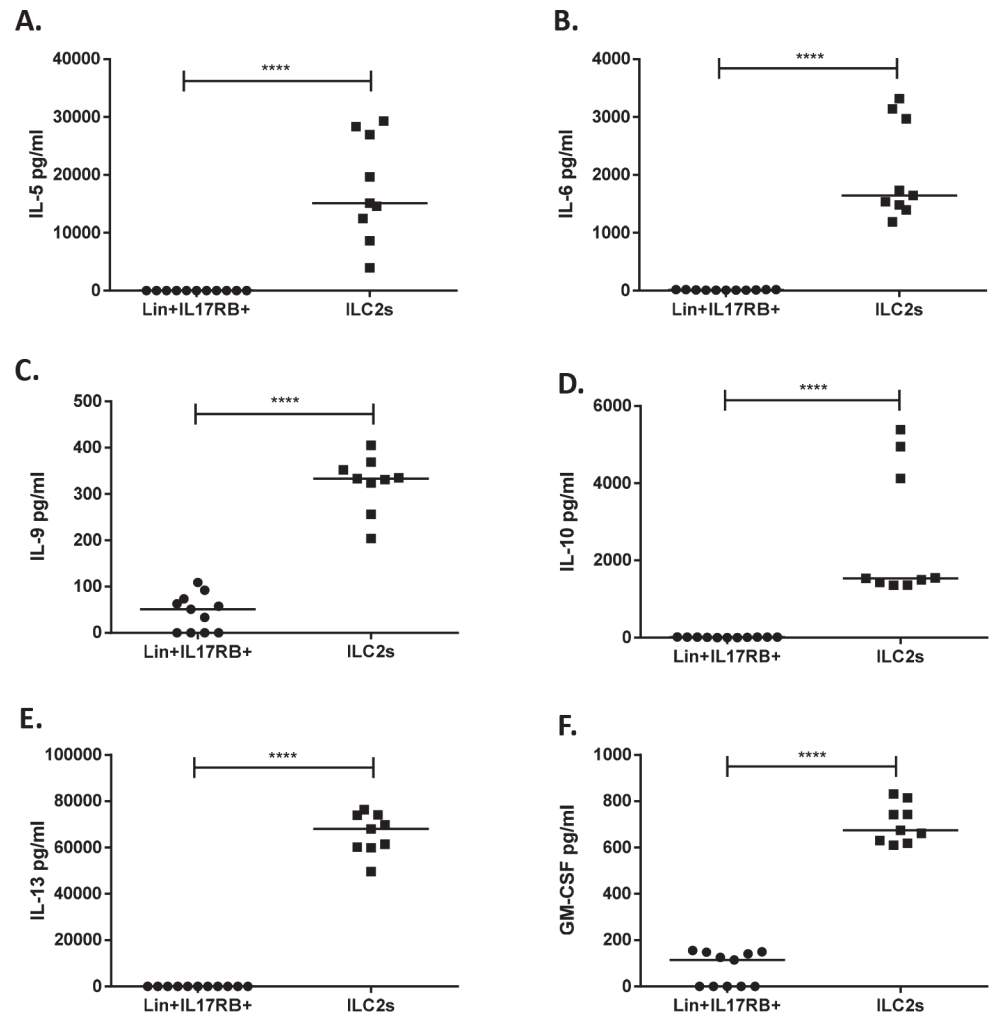 A.
****
40000
30000
20000
10000
0
IL-5 pg/ml
Lin+IL17RB+ ILC2s
B.
****
4000
3000
2000
1000
0
IL-6 pg/ml
Lin+IL17RB+ ILC2s
C.
****
500
400
300
200
100
0
IL-9 pg/ml
Lin+IL17RB+ ILC2s
D.
****
6000
4000
2000
0
IL-10 pg/ml
Lin+IL17RB+ ILC2s
E.
****
100000
80000
60000
40000
20000
0
IL-13 pg/ml
Lin+IL17RB+ ILC2s
F.
****
1000
800
600
400
200
0
GM-CSF pg/ml
Lin+IL17RB+ ILC2s